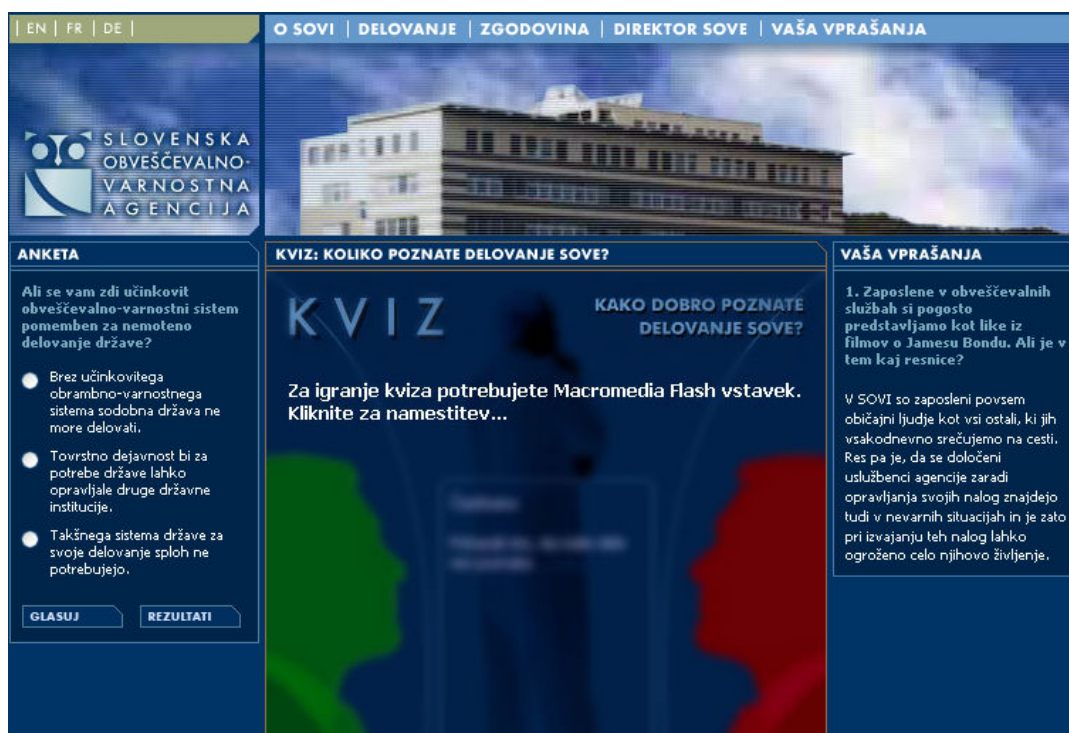 | EN | FR | DE |
O SOVI | DELOVANJE | ZGODOVINA | DIREKTOR SOVE | VAŠA VPRAŠANJA
SLOVENSKA
OBVEŠČEVALNO-
VARNOSTNA
AGENCIJA
ANKETA
Ali se vam zdi učinkovit
obveščevalno-varnostni sistem
pomemben za nemoteno
delovanje države?
Brez učinkovitega
obrambno-varnostnega
sistema sodobna država ne
more delovati.
Tovrstno dejavnost bi za
potrebe države lahko
opravljale druge državne
institucije.
Takšnega sistema države za
svoje delovanje sploh ne
potrebujejo.
GLASUJ
REZULTATI
KVIZ: KOLIKO POZNATE DELOVANJE SOVE?
KVIZ
KAKO DOBRO POZNATE
DELOVANJE SOVE?
Za igranje kviza potrebujete Macromedia Flash vstavek.
Kliknite za namestitev...
VAŠA VPRAŠANJA
1. Zaposlene v obveščevalnih
službah si pogosto
predstavljamo kot like iz
filmov o Jamesu Bondu. Ali je v
tem kaj resnice?
V SOVI so zaposleni povsem
običajni ljudje kot vsi ostali, ki jih
vsakodnevno srečujemo na cesti.
Res pa je, da se določeni
uslužbenci agencije zaradi
opravljanja svojih nalog znajdejo
tudi v nevarnih situacijah in je zato
pri izvajanju teh nalog lahko
ogroženo celo njihovo življenje.